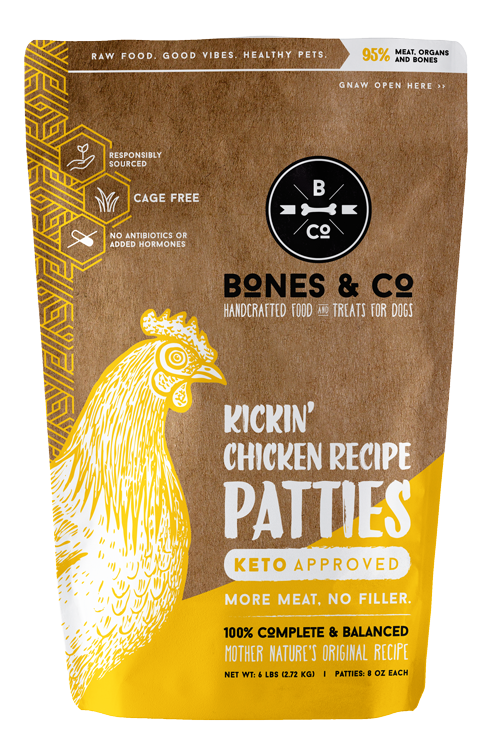 RAW FOOD. GOOD VIBES. HEALTHY PETS.
95% MEAT, ORGANS
AND BONES
GNAW OPEN HERE >>
RESPONSIBLY
SOURCED
CAGE FREE
NO ANTIBIOTICS OR
ADDED HORMONES
B
Co
BONES & Co
HANDCRAFTED FOOD AND TREATS FOR DOGS
KICKIN'
CHICKEN RECIPE
PATTIES
KETO APPROVED
MORE MEAT, NO FILLER.
100% COMPLETE & BALANCED
MOTHER NATURE'S ORIGINAL RECIPE
NET WT: 6 LBS (2.72 KG) | PATTIES: 8 OZ EACH